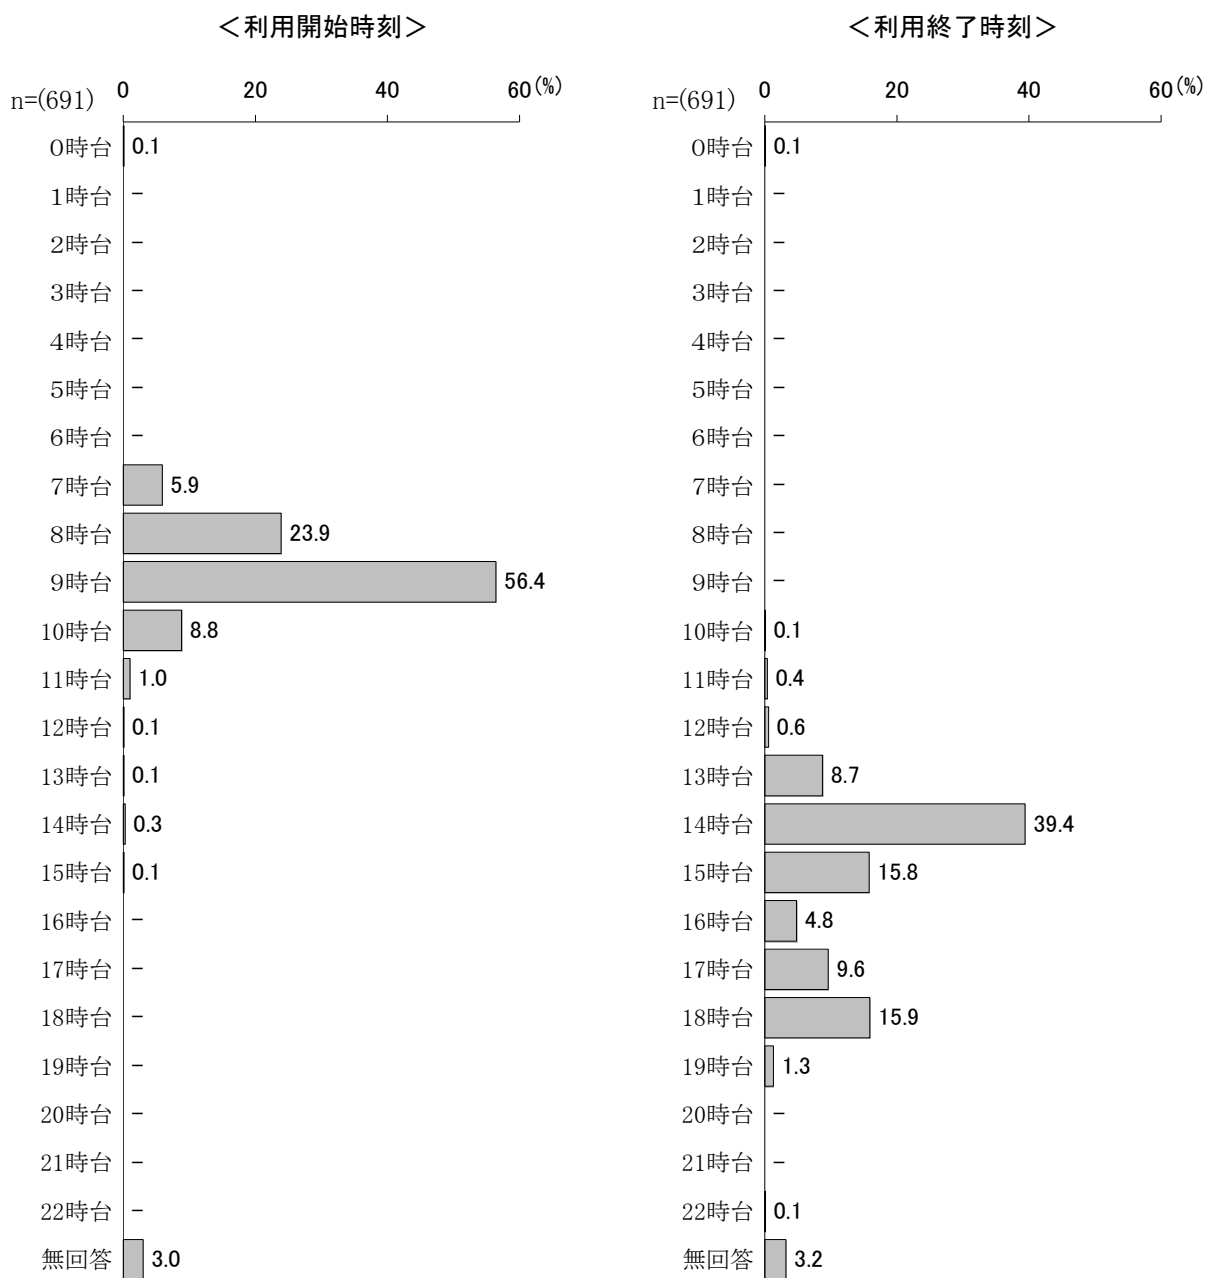 ＜利用開始時刻＞
n=(691) 0 20 40 60(%)
0時台 0.1
1時台 −
2時台 −
3時台 −
4時台 −
5時台 −
6時台 −
7時台 5.9
8時台 23.9
9時台 56.4
10時台 8.8
11時台 1.0
12時台 0.1
13時台 0.1
14時台 0.3
15時台 0.1
16時台 −
17時台 −
18時台 −
19時台 −
20時台 −
21時台 −
22時台 −
無回答 3.0
＜利用終了時刻＞
n=(691) 0 20 40 60(%)
0時台 0.1
1時台 −
2時台 −
3時台 −
4時台 −
5時台 −
6時台 −
7時台 −
8時台 −
9時台 −
10時台 0.1
11時台 0.4
12時台 0.6
13時台 8.7
14時台 39.4
15時台 15.8
16時台 4.8
17時台 9.6
18時台 15.9
19時台 1.3
20時台 −
21時台 −
22時台 0.1
無回答 3.2